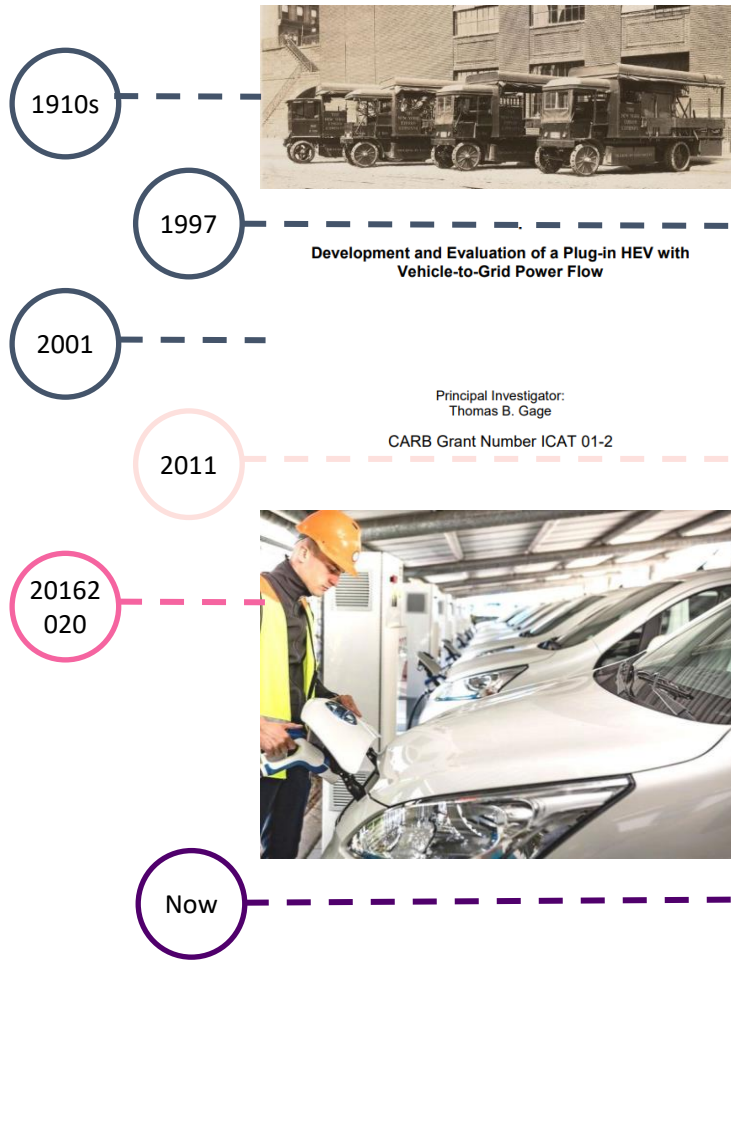 1910s
1997
Development and Evaluation of a Plug-in HEV with
Vehicle-to-Grid Power Flow
2001
Principal Investigator:
Thomas B. Gage
CARB Grant Number ICAT 01-2
2011
20162
020
Now